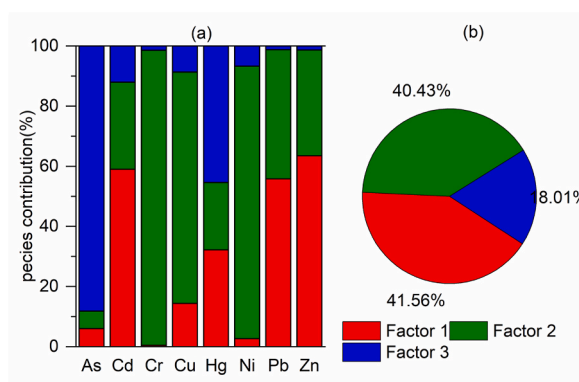 (a)
(b)
pecies contribution(%)
100
80
60
40
20
0
As Cd Cr Cu Hg Ni Pb Zn
40.43%
18.01%
41.56%
Factor 1 Factor 2
Factor 3